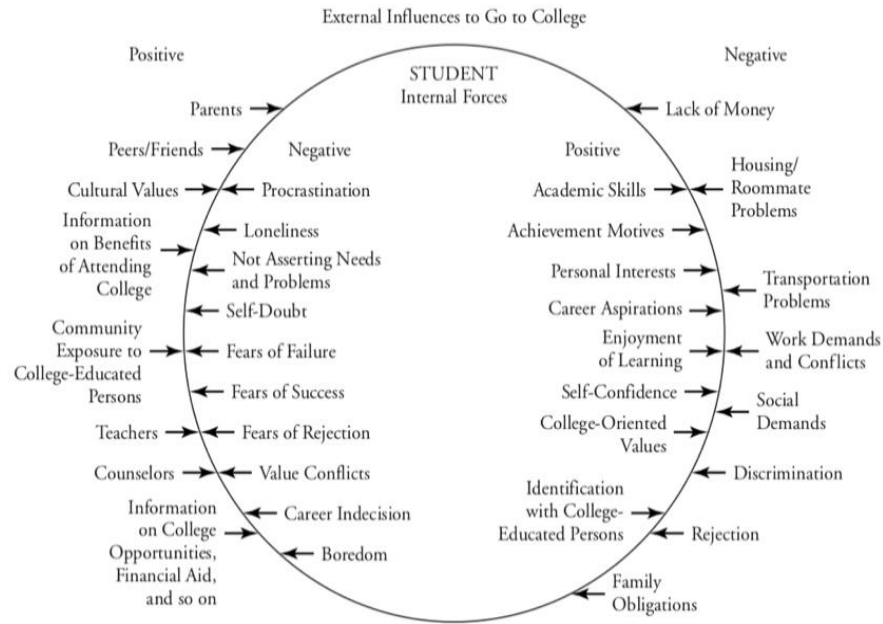 External Influences to Go to College
Positive
Negative
STUDENT
Internal Forces
Parents
Lack of Money
Peers/Friends
Negative
Positive
Housing/
Roommate
Problems
Cultural Values
Procrastination
Academic Skills
Information
on Benefits
of Attending
College
Loneliness
Achievement Motives
Not Asserting Needs
and Problems
Personal Interests
Transportation
Problems
Self-Doubt
Career Aspirations
Community
Exposure to
College-Educated
Persons
Fears of Failure
Enjoyment
of Learning
Work Demands
and Conflicts
Fears of Success
Self-Confidence
Social
Demands
Teachers
Fears of Rejection
College-Oriented
Values
Counselors
Value Conflicts
Discrimination
Information
on College
Opportunities,
Financial Aid,
and so on
Career Indecision
Identification
with College-
Educated Persons
Rejection
Boredom
Family
Obligations